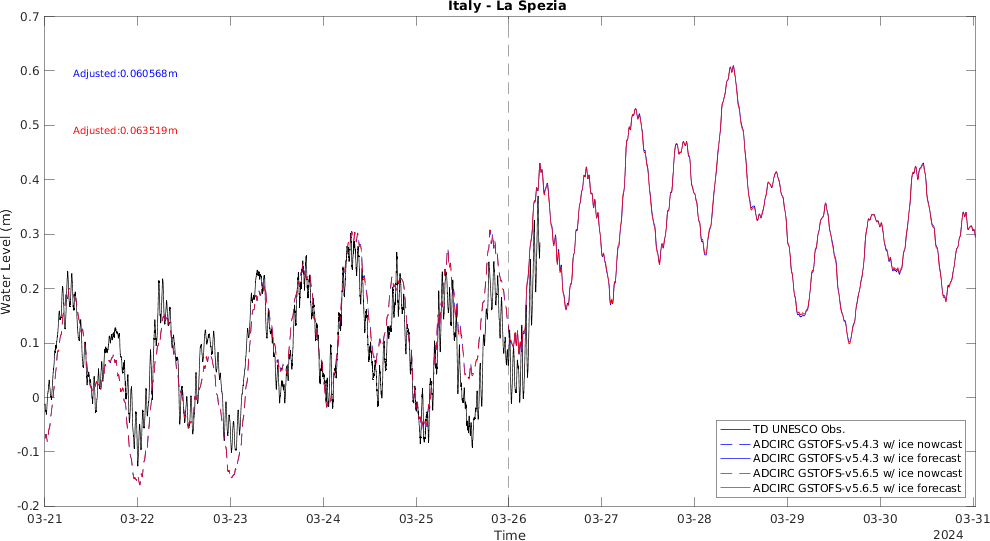 Italy - La Spezia
0.7
0.6
0.5
0.4
0.3
0.2
0.1
0
-0.1
-0.2
Water Level (m)
Adjusted:0.060568m
Adjusted:0.063519m
TD UNESCO Obs.
ADCIRC GSTOFS-v5.4.3 w/ ice nowcast
ADCIRC GSTOFS-v5.4.3 w/ ice forecast
ADCIRC GSTOFS-v5.6.5 w/ ice nowcast
ADCIRC GSTOFS-v5.6.5 w/ ice forecast
03-21 03-22 03-23 03-24 03-25 03-26 03-27 03-28 03-29 03-30 03-31
Time
2024